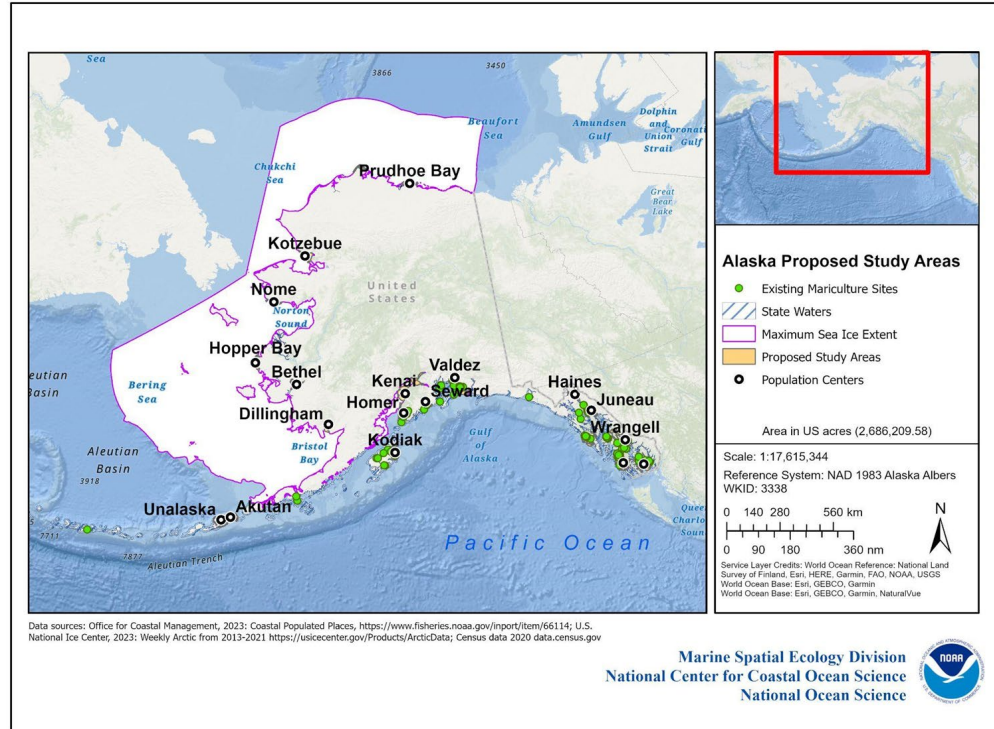 Sea
3866
3450
Beaufort
Sea
Amundsen
Gulf
Dolphin
and
Union
Strait
Coronati
Gulf
Chukchi
Sea
Prudhoe Bay
Great
Bear
Lake
Kotzebue
United
States
Nome
Norton
Sound
Hopper Bay
Bethel
Valdez
Kenai
Seward
Haines
Juneau
eutian
Basin
Bering
Sea
Dillingham
Homer
Wrangell
Bristol
Bay
Kodiak
Gulf
of
Alaska
Aleutian
Basin
3918
Unalaska
Akutan
Queen
Charlo
Soun
7711
7877
Aleutian Trench
Pacific Ocean
Alaska Proposed Study Areas
Existing Mariculture Sites
State Waters
Maximum Sea Ice Extent
Proposed Study Areas
Population Centers
Area in US acres (2,686,209.58)
Scale: 1:17,615,344
Reference System: NAD 1983 Alaska Albers
WKID: 3338
0 140 280 560 km
N
0 90 180 360 nm
Service Layer Credits: World Ocean Reference: National Land
Survey of Finland, Esri, HERE, Garmin, FAO, NOAA, USGS
World Ocean Base: Esri, GEBCO, Garmin
World Ocean Base: Esri, GEBCO, Garmin, NaturalVue
Data sources: Office for Coastal Management, 2023: Coastal Populated Places, https://www.fisheries.noaa.gov/inport/item/66114; U.S.
National Ice Center, 2023: Weekly Arctic from 2013-2021 https://usicecenter.gov/Products/ArcticData; Census data 2020 data.census.gov
Marine Spatial Ecology Division
National Center for Coastal Ocean Science
National Ocean Science
NOAA